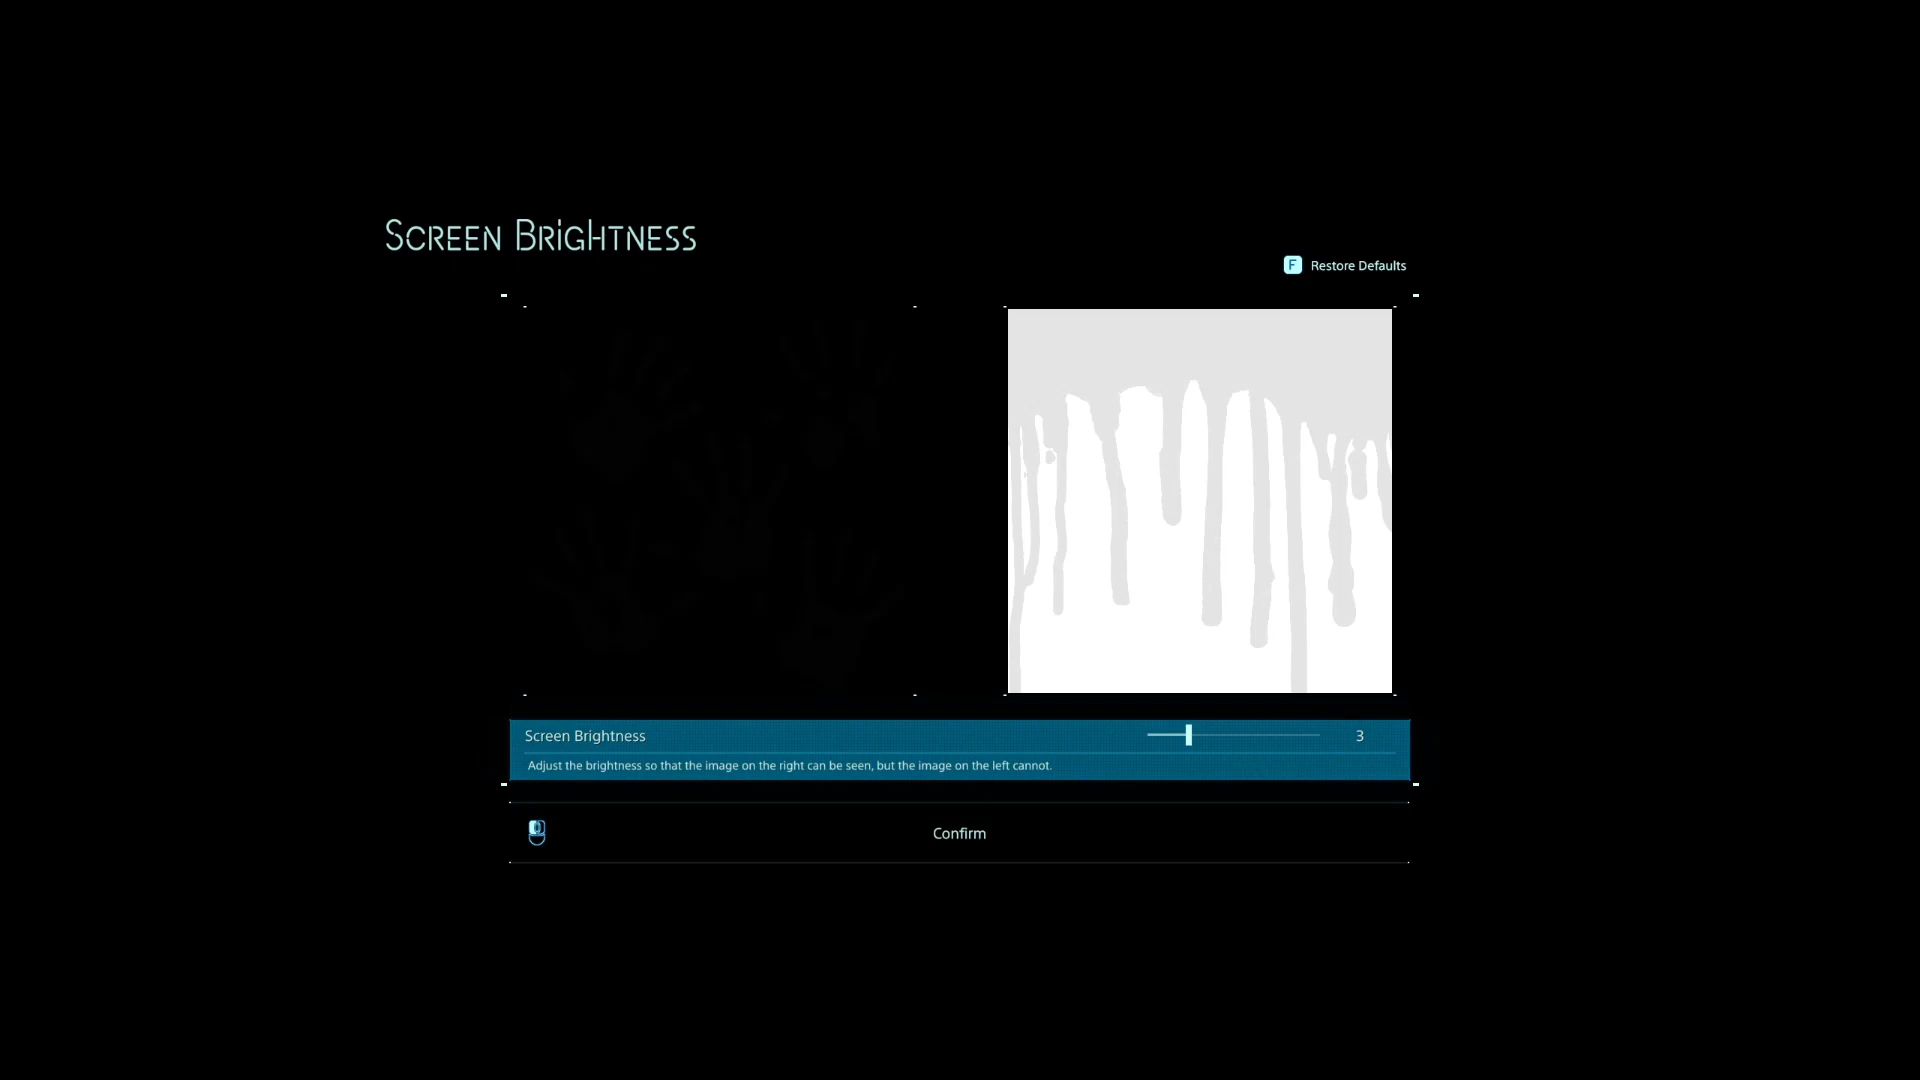 Screen Brightness
F Restore Defaults
Screen Brightness 3
Adjust the brightness so that the image on the right can be seen, but the image on the left cannot.
Confirm